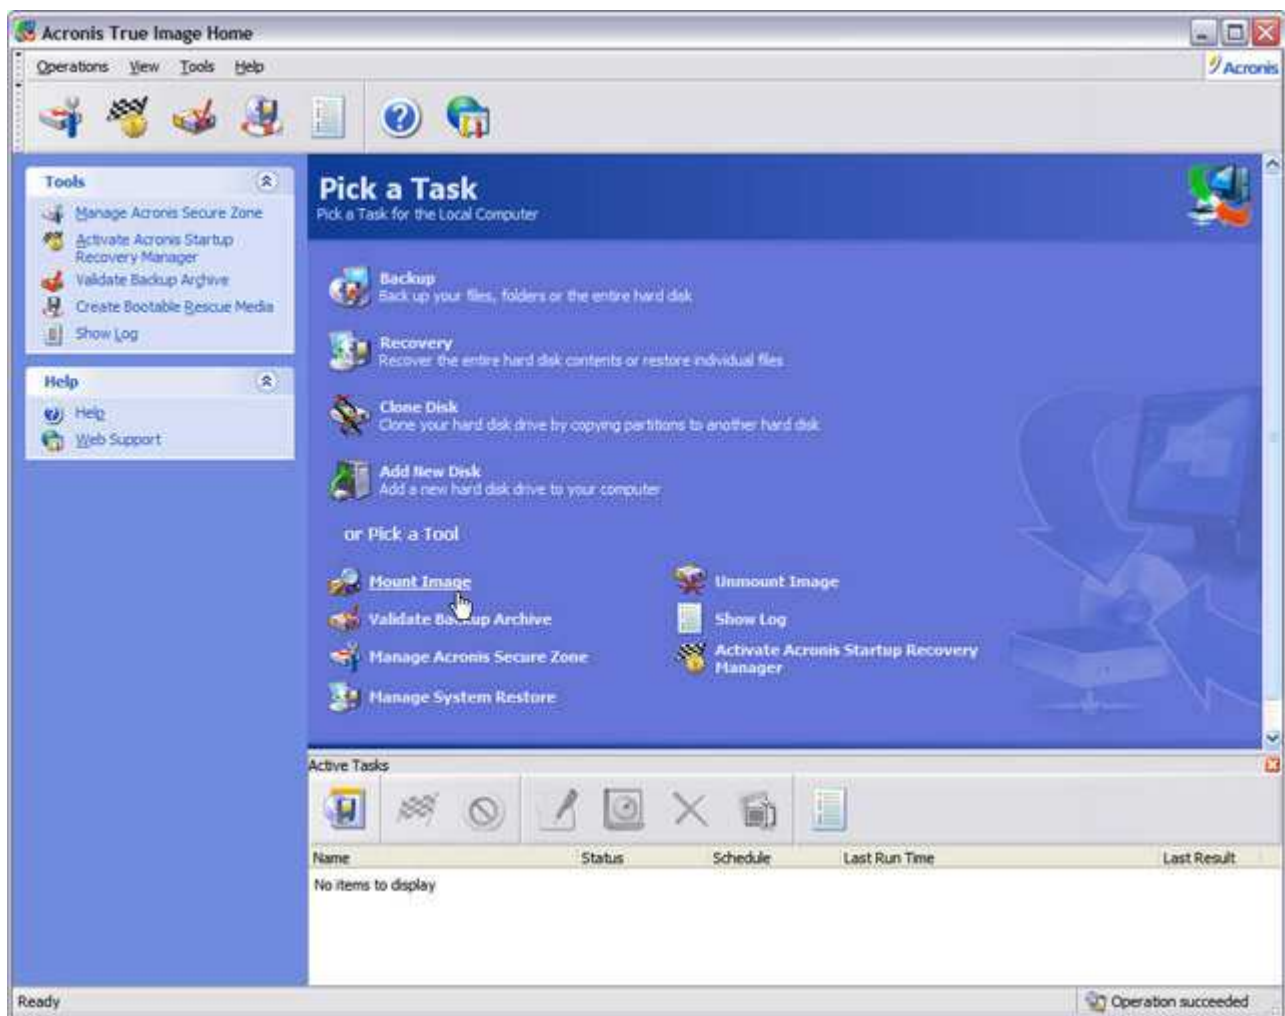 Acronis True Image Home
Operations View Tools Help
Acronis
Tools
Manage Acronis Secure Zone
Activate Acronis Startup
Recovery Manager
Validate Backup Archive
Create Bootable Rescue Media
Show Log
Help
Help
Web Support
Pick a Task
Pick a Task for the Local Computer
Backup
Back up your files, folders or the entire hard disk
Recovery
Recover the entire hard disk contents or restore individual files
Clone Disk
Clone your hard disk drive by copying partitions to another hard disk
Add New Disk
Add a new hard disk drive to your computer
or Pick a Tool
Mount Image
Unmount Image
Validate Backup Archive
Show Log
Manage Acronis Secure Zone
Activate Acronis Startup Recovery
Manager
Manage System Restore
Active Tasks
Name Status Schedule Last Run Time Last Result
No items to display
Ready
Operation succeeded